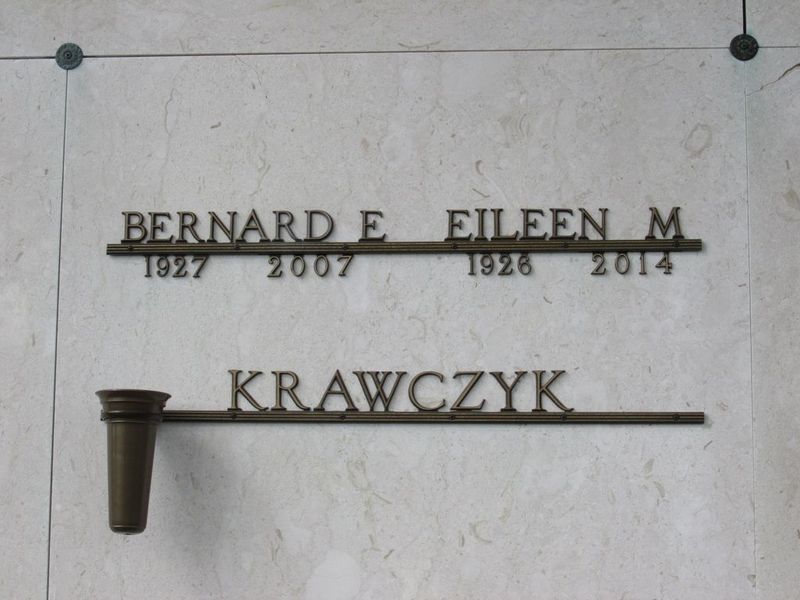 BERNARD E EILEEN M
1927 2007 1926 2014
KRAWCZYK